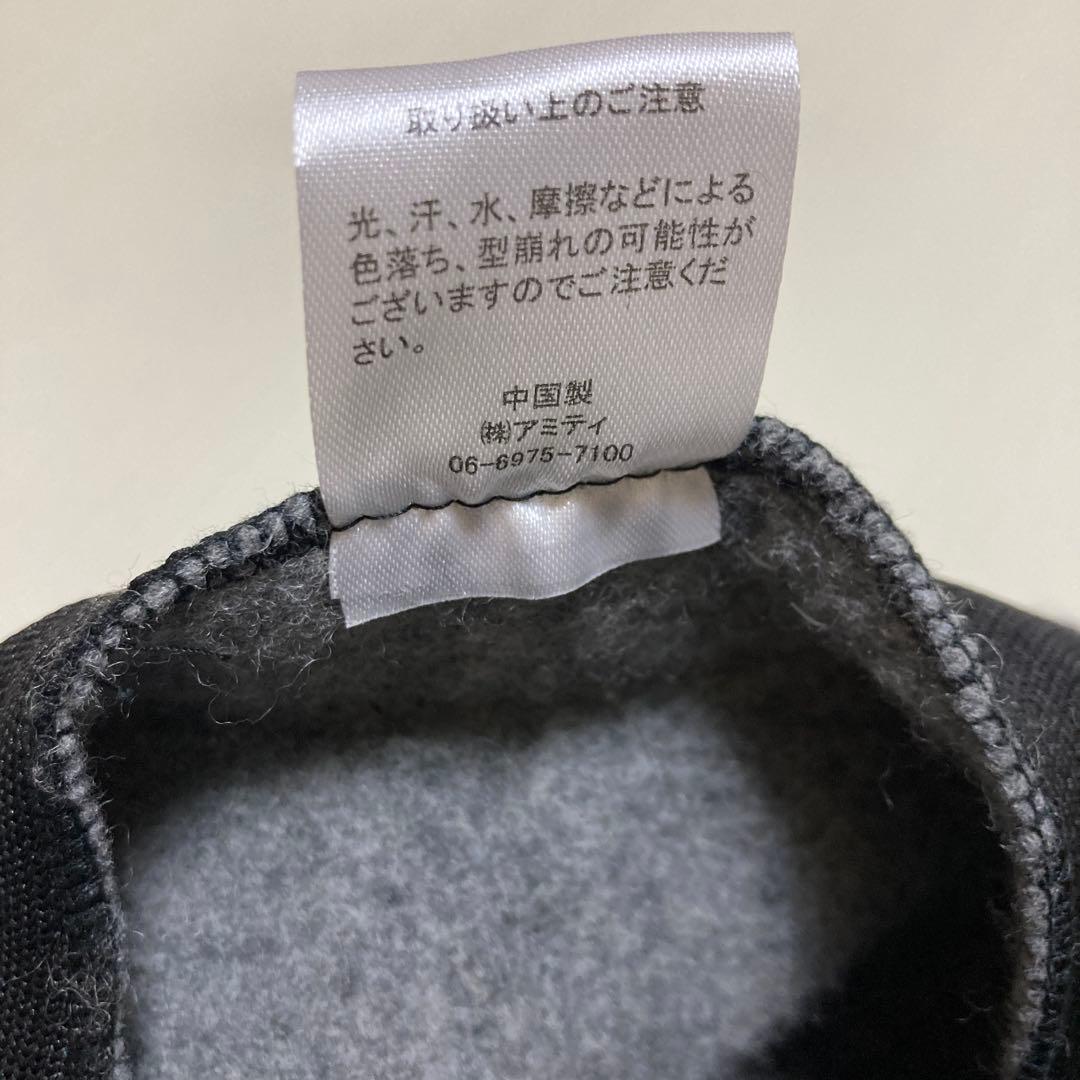 取り扱い上のご注意
光、汗、水、摩擦などによる
色落ち、型崩れの可能性が
ございますのでご注意くだ
さい。
中国製
㈱アミティ
06-6975-7100